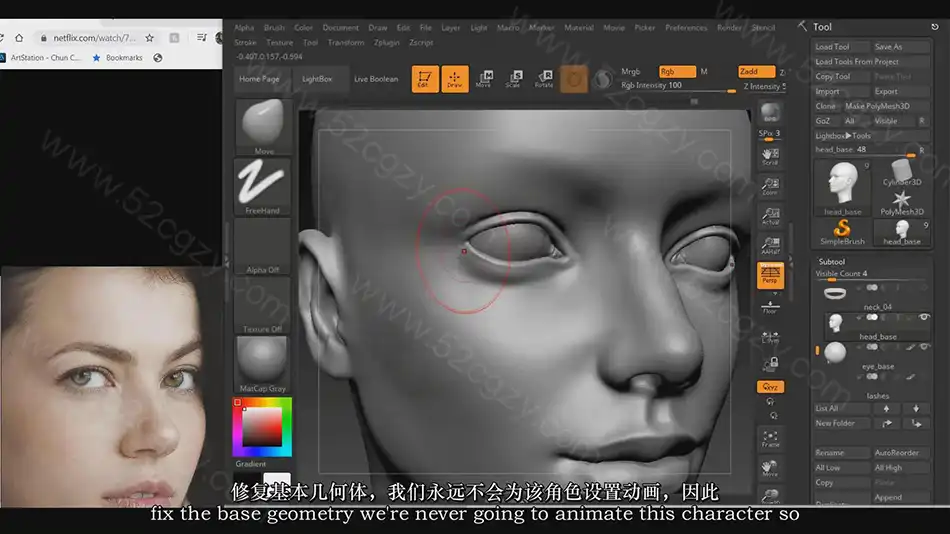 netflix.com/watch/7...
ArtStation - Chun C...
Bookmarks
Alpha Brush Color Document Draw Edit File Layer Light Macro Marker Material Movie Picker Preferences Render Stencil
Stroke Texture Tool Transform Zplugin Zscript
-0.407,0.157,-0.594
Home Page LightBox Live Boolean Edit Draw Move Scale Rotate Mrgb Rgb M Zadd
Rgb Intensity 100 Z Intensity 5
Move
FreeHand
Alpha Off
Texture Off
MatCap Gray
Gradient
SPix 3
Scroll
Zoom
Actual
AAHalf
Persp
Floor
L.Sym
Frame
Move
Tool
Load Tool Save As
Load Tools From Project
Copy Tool Paste Tool
Import Export
Clone Make PolyMesh3D
GoZ All Visible R
Lightbox▶Tools
head_base. 48 R
9
head_base
Cylinder3D
PolyMesh3D
SimpleBrush
9
head_base
Subtool
Visible Count 4
neck_04
head_base
eye_base
lashes
List All
New Folder
Rename AutoReorder
All Low All High
Copy
Append
修复基本几何体，我们永远不会为该角色设置动画，因此
fix the base geometry we're never going to animate this character so
www.52cgzy.com